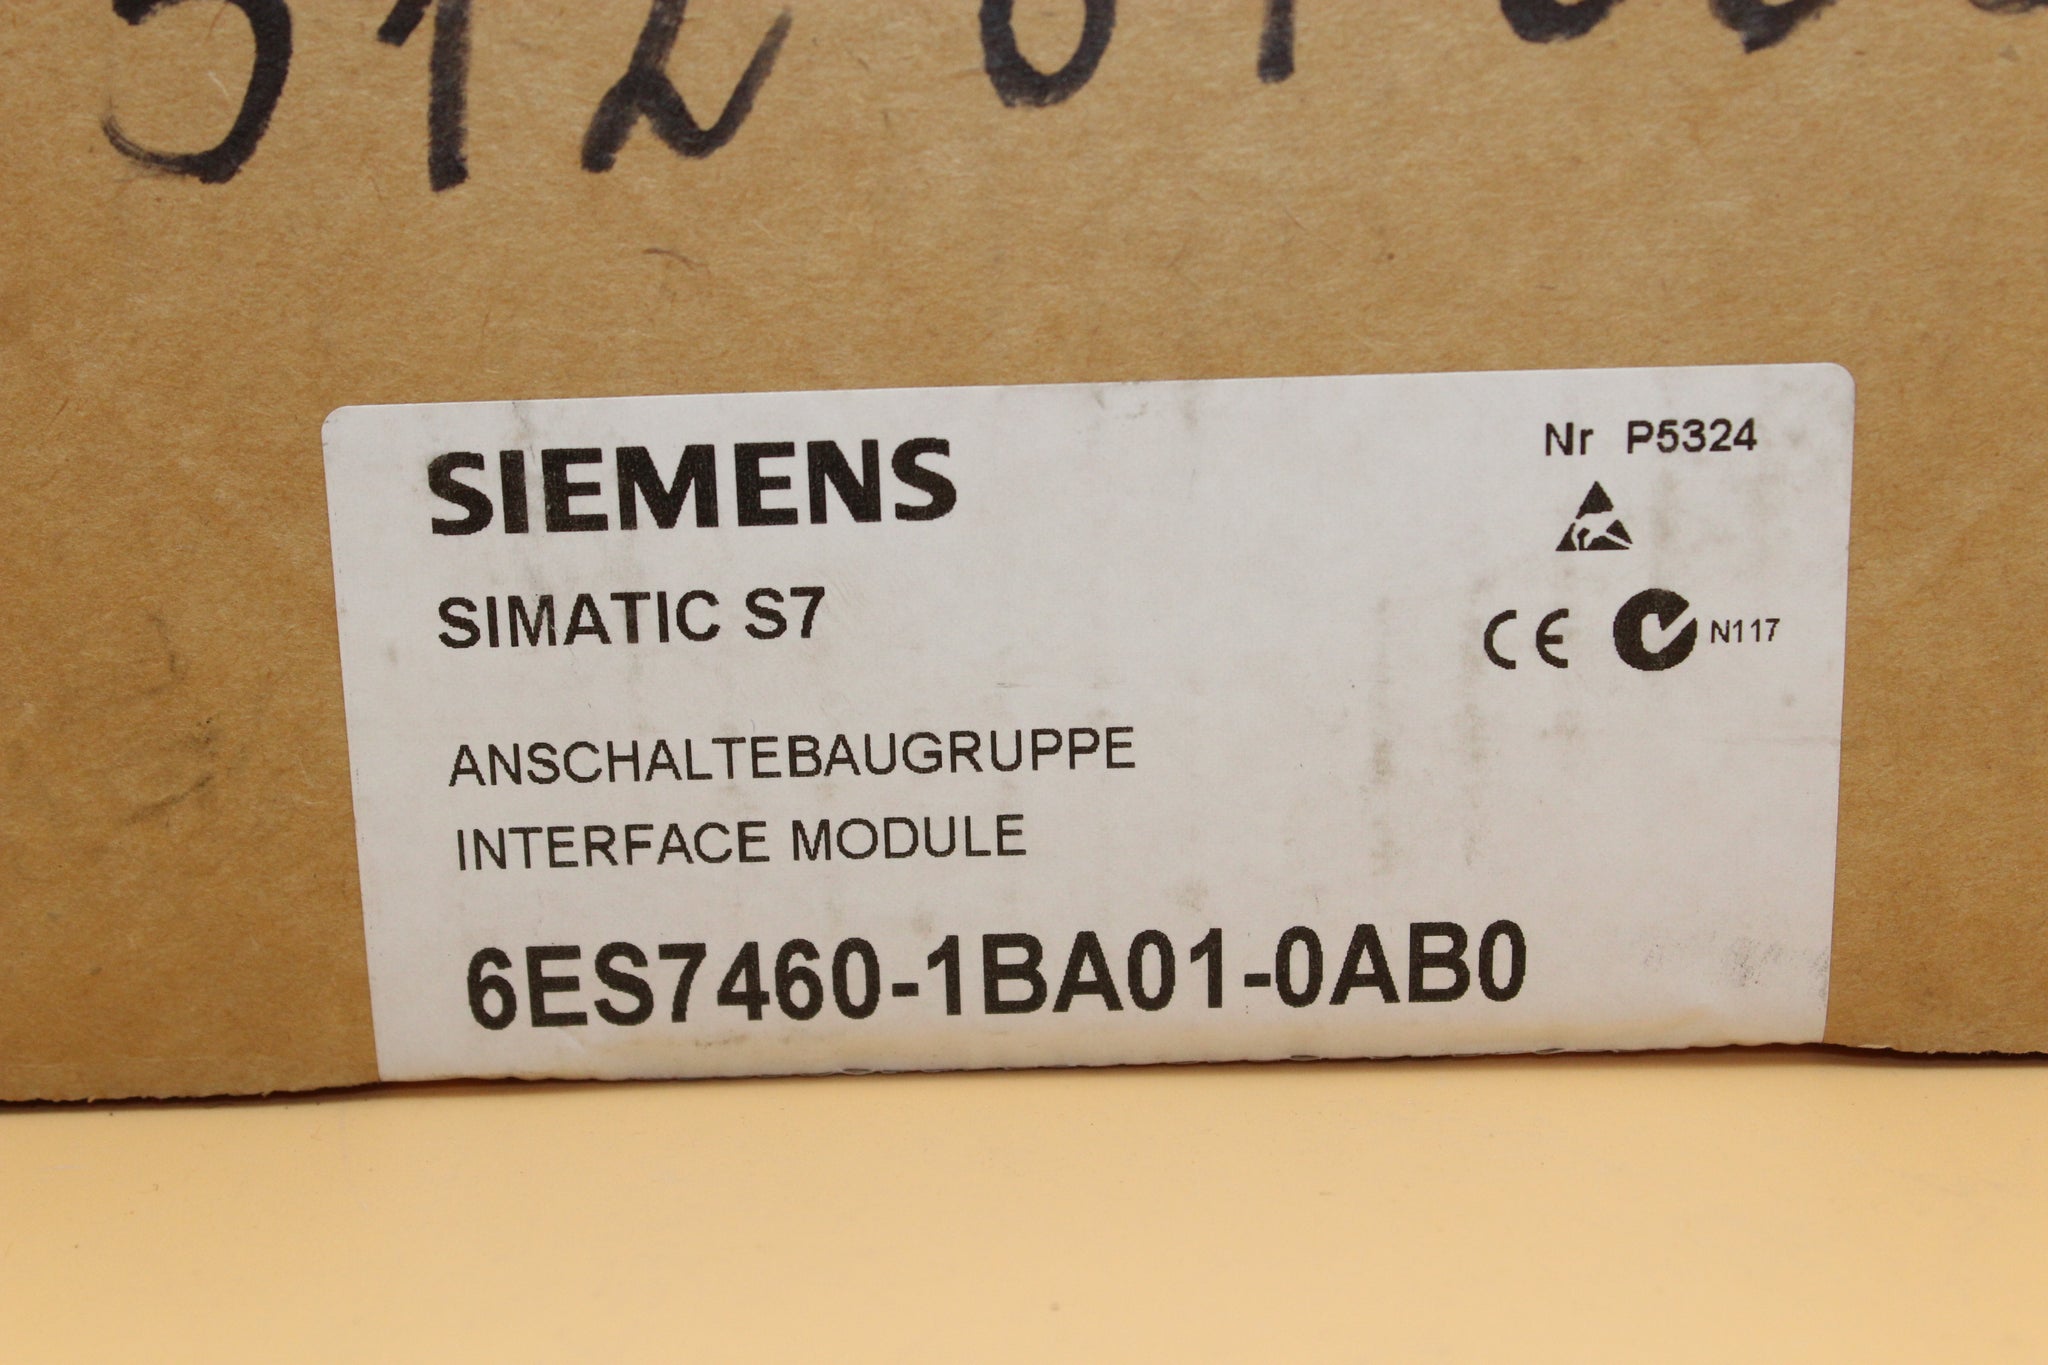 SIEMENS
Nr P5324
SIMATIC S7
CE N117
ANSCHALTEBAUGRUPPE
INTERFACE MODULE
6ES7460-1BA01-0AB0